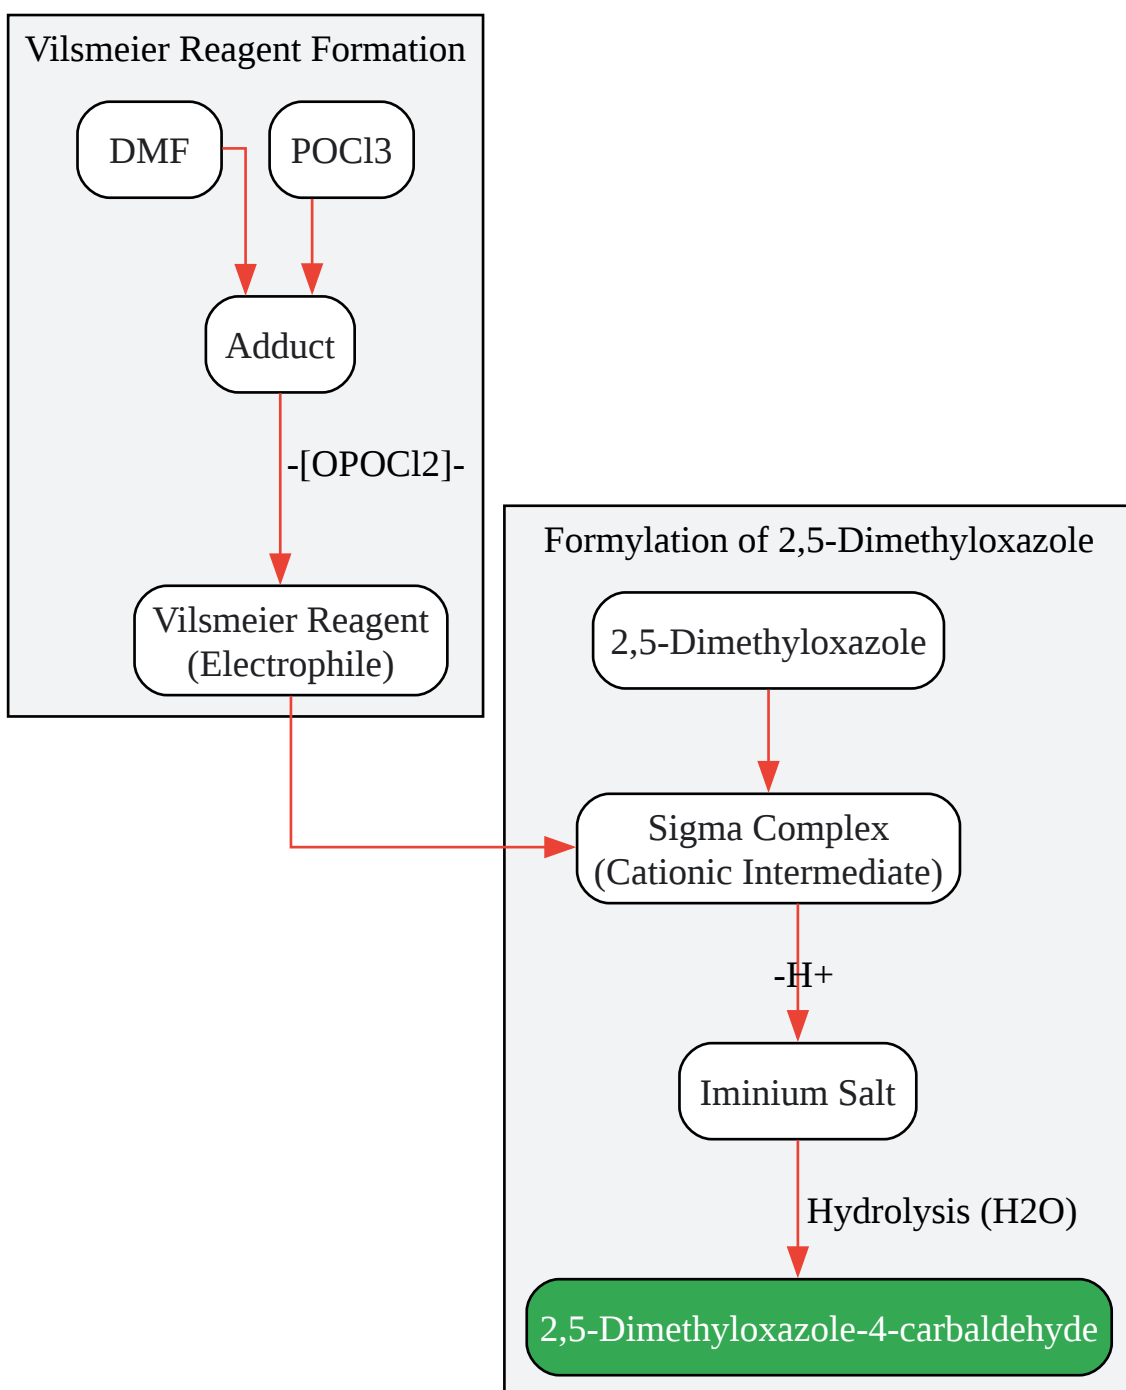 Vilsmeier Reagent Formation
DMF
POCl3
Adduct
-[OPOCl2]-
Vilsmeier Reagent
(Electrophile)
Formylation of 2,5-Dimethyloxazole
2,5-Dimethyloxazole
Sigma Complex
(Cationic Intermediate)
-H+
Iminium Salt
Hydrolysis (H2O)
2,5-Dimethyloxazole-4-carbaldehyde